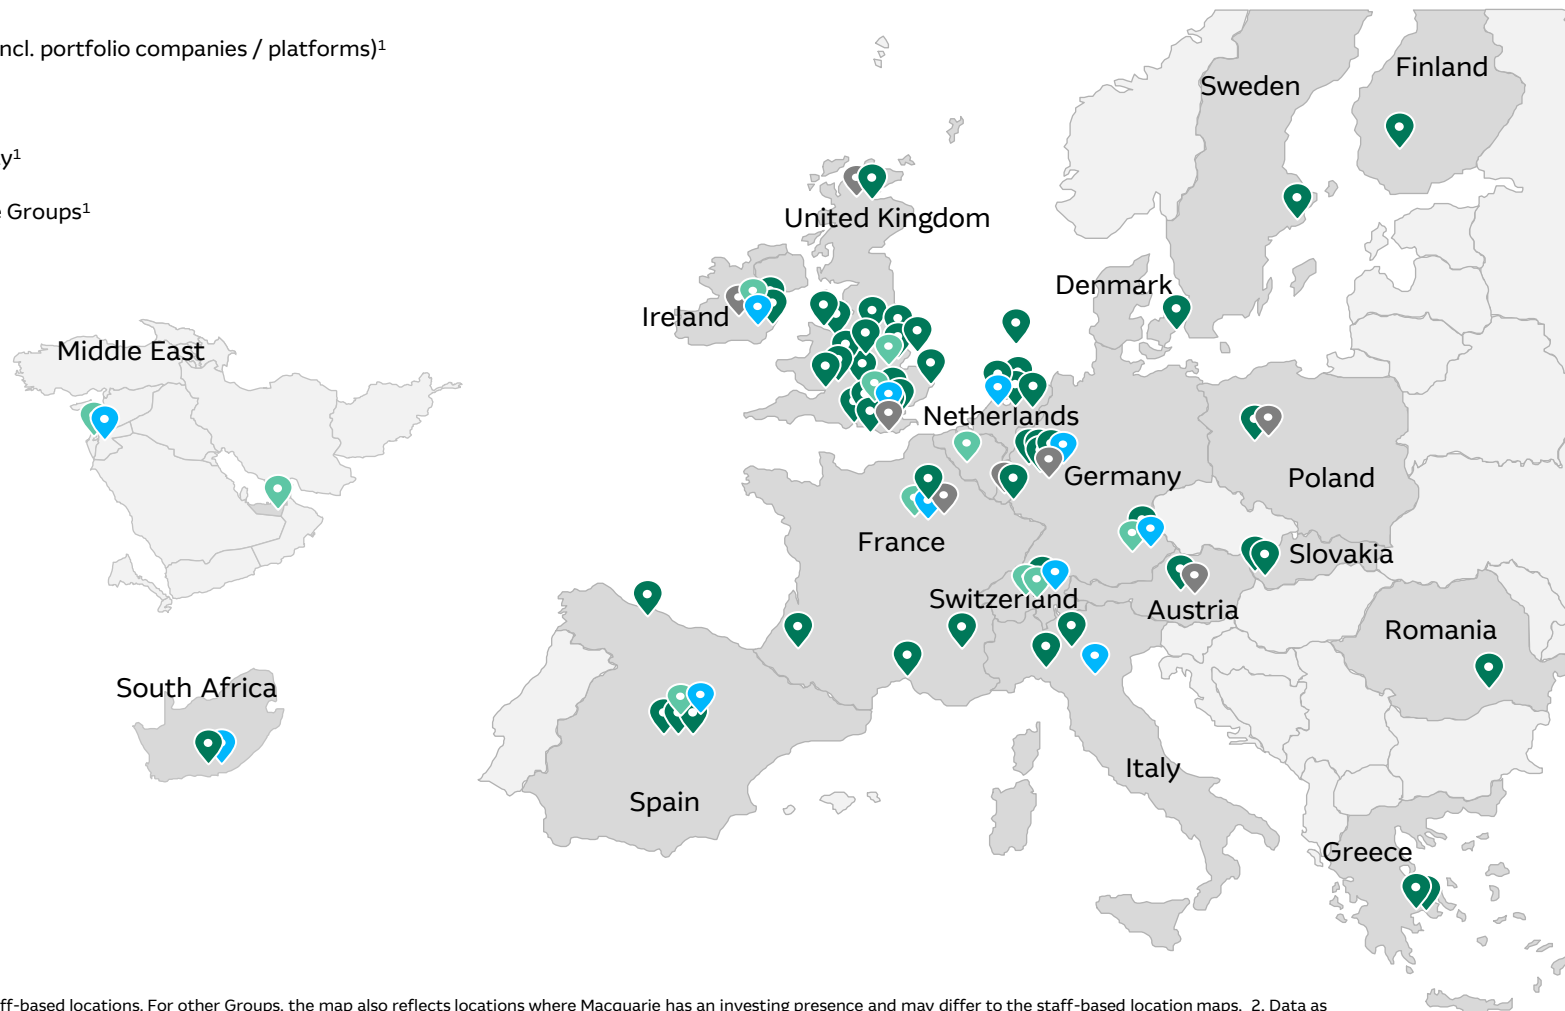 ncl. portfolio companies / platforms)¹
y¹
Groups¹
Sweden
Finland
United Kingdom
Denmark
Ireland
Middle East
Netherlands
Germany
Poland
France
Slovakia
Switzerland
Austria
Romania
South Africa
Italy
Spain
Greece
ff-based locations. For other Groups, the map also reflects locations where Macquarie has an investing presence and may differ to the staff-based location maps. 2. Data as